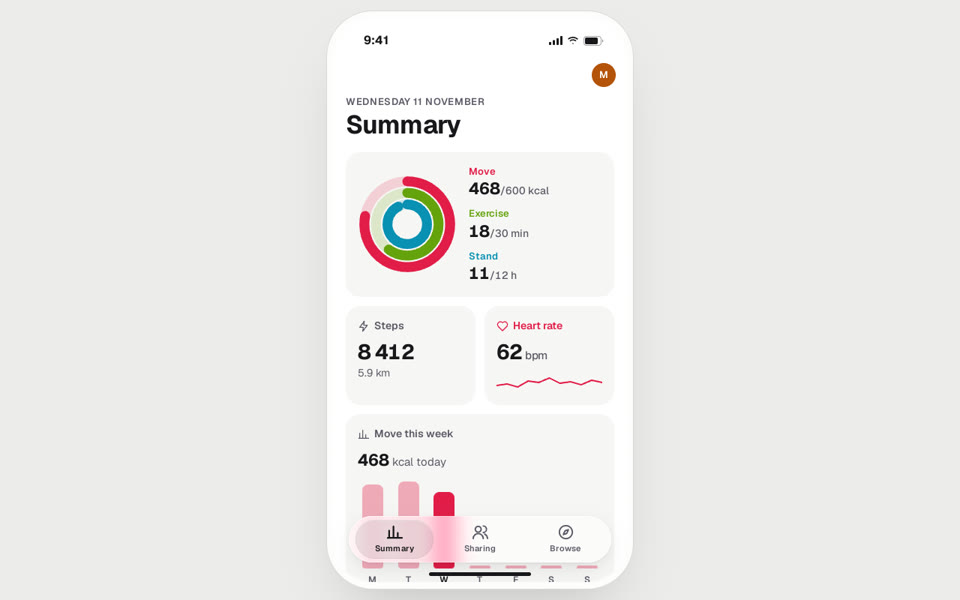 9:41
M
WEDNESDAY 11 NOVEMBER
Summary
Move
468/600 kcal
Exercise
18/30 min
Stand
11/12 h
Steps
8 412
5.9 km
Heart rate
62 bpm
Move this week
468 kcal today
Summary
Sharing
Browse
M T W T F S S